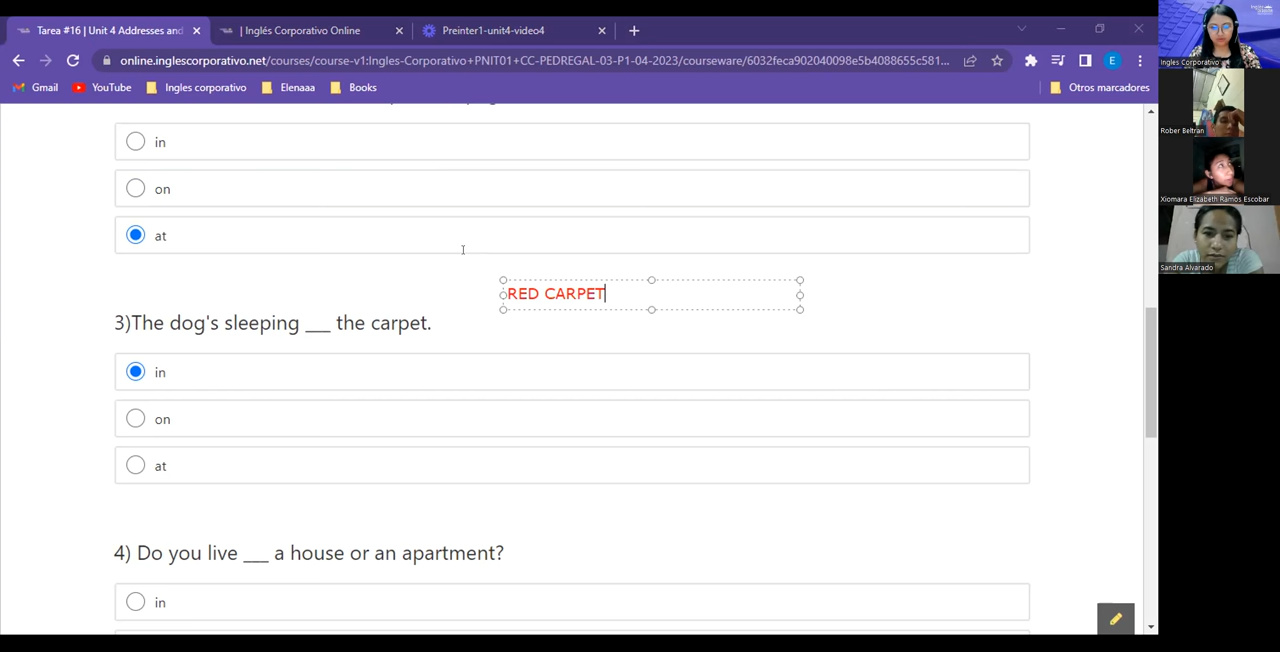 Tarea #16 | Unit 4 Addresses and
| Inglés Corporativo Online
Preinter1-unit4-video4
online.inglescorporativo.net/courses/course-v1:Ingles-Corporativo+PNIT01+CC-PEDREGAL-03-P1-04-2023/courseware/6032feca902040098e5b4088655c581...
E
Gmail
YouTube
Ingles corporativo
Elenaaa
Books
Otros marcadores
in
on
at
RED CARPET
3)The dog's sleeping ___ the carpet.
in
on
at
4) Do you live ___ a house or an apartment?
in
Ingles Corporativo
Rober Beltran
Xiomara Elizabeth Ramos Escobar
Sandra Alvarado